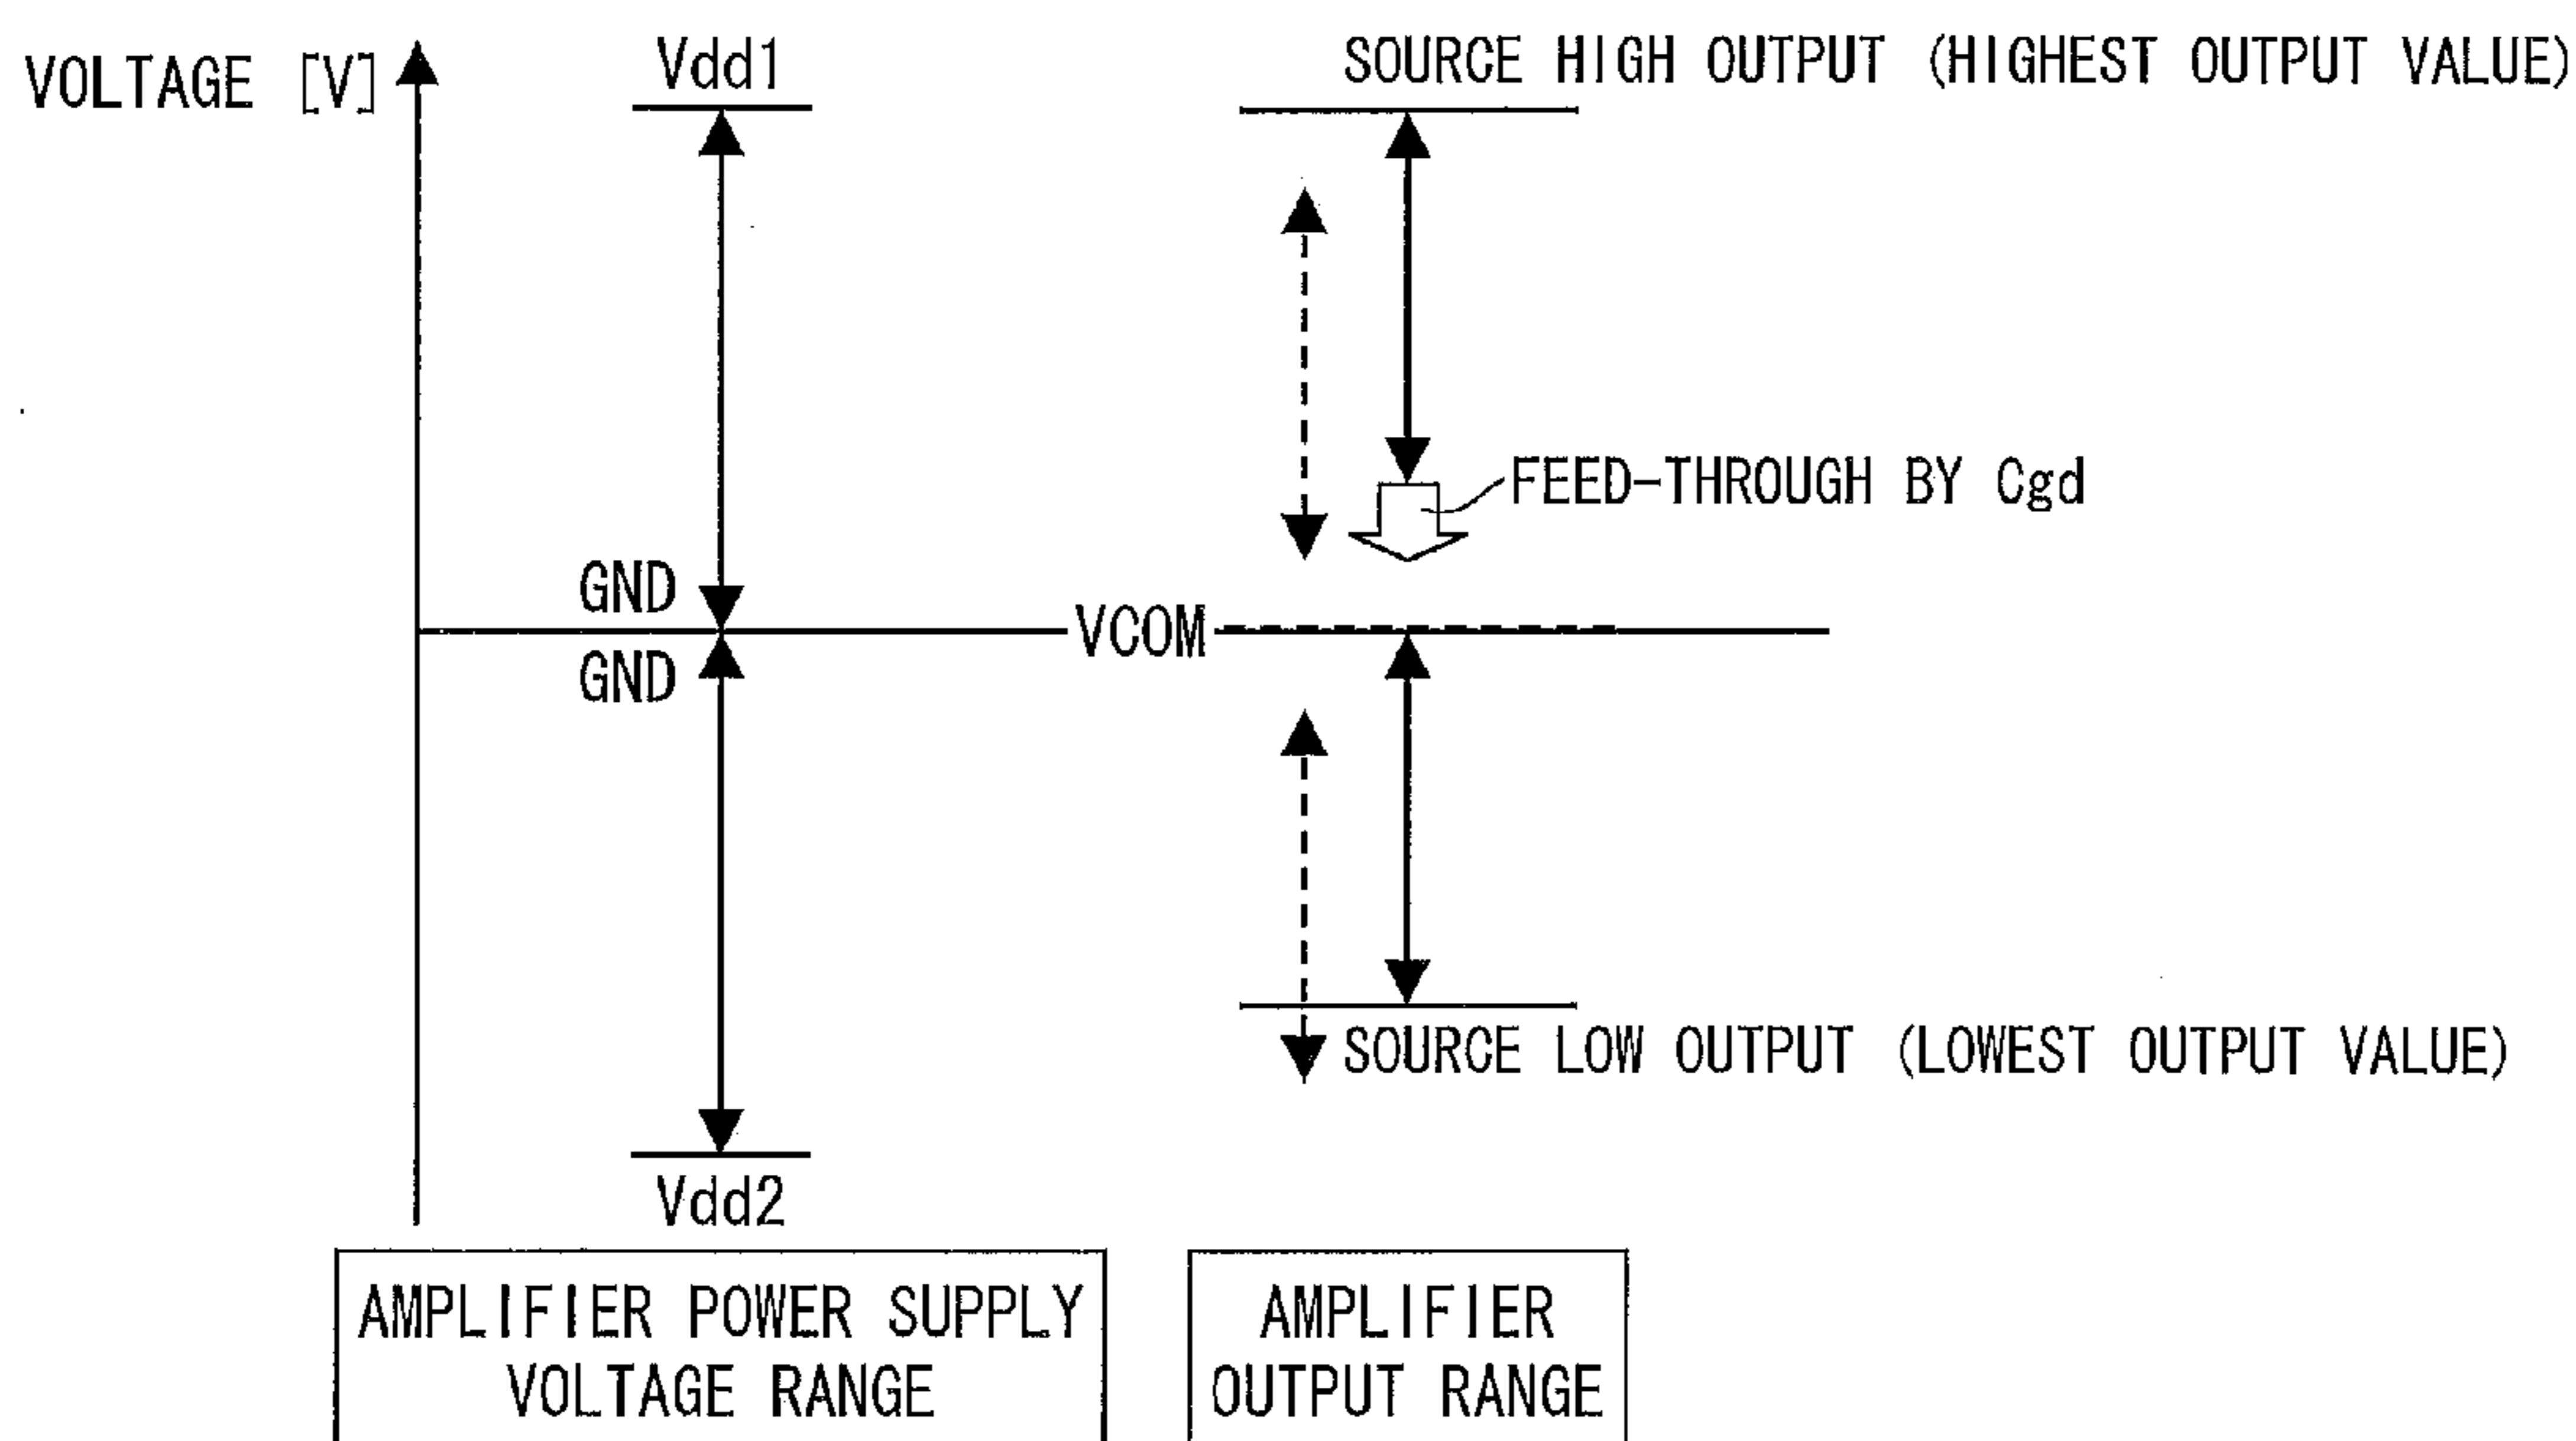 VOLTAGE [V]
Vdd1
SOURCE HIGH OUTPUT (HIGHEST OUTPUT VALUE)
FEED-THROUGH BY Cgd
GND
VCOM
GND
SOURCE LOW OUTPUT (LOWEST OUTPUT VALUE)
Vdd2
AMPLIFIER POWER SUPPLY
VOLTAGE RANGE
AMPLIFIER
OUTPUT RANGE